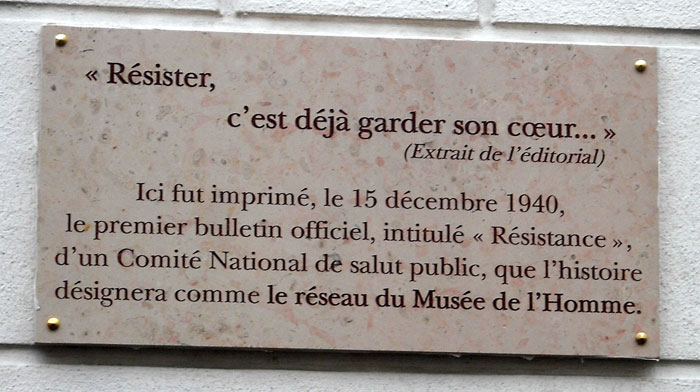 « Résister,
c’est déjà garder son cœur... »
(Extrait de l’éditorial)
Ici fut imprimé, le 15 décembre 1940,
le premier bulletin officiel, intitulé « Résistance »,
d’un Comité National de salut public, que l’histoire
désignera comme le réseau du Musée de l’Homme.